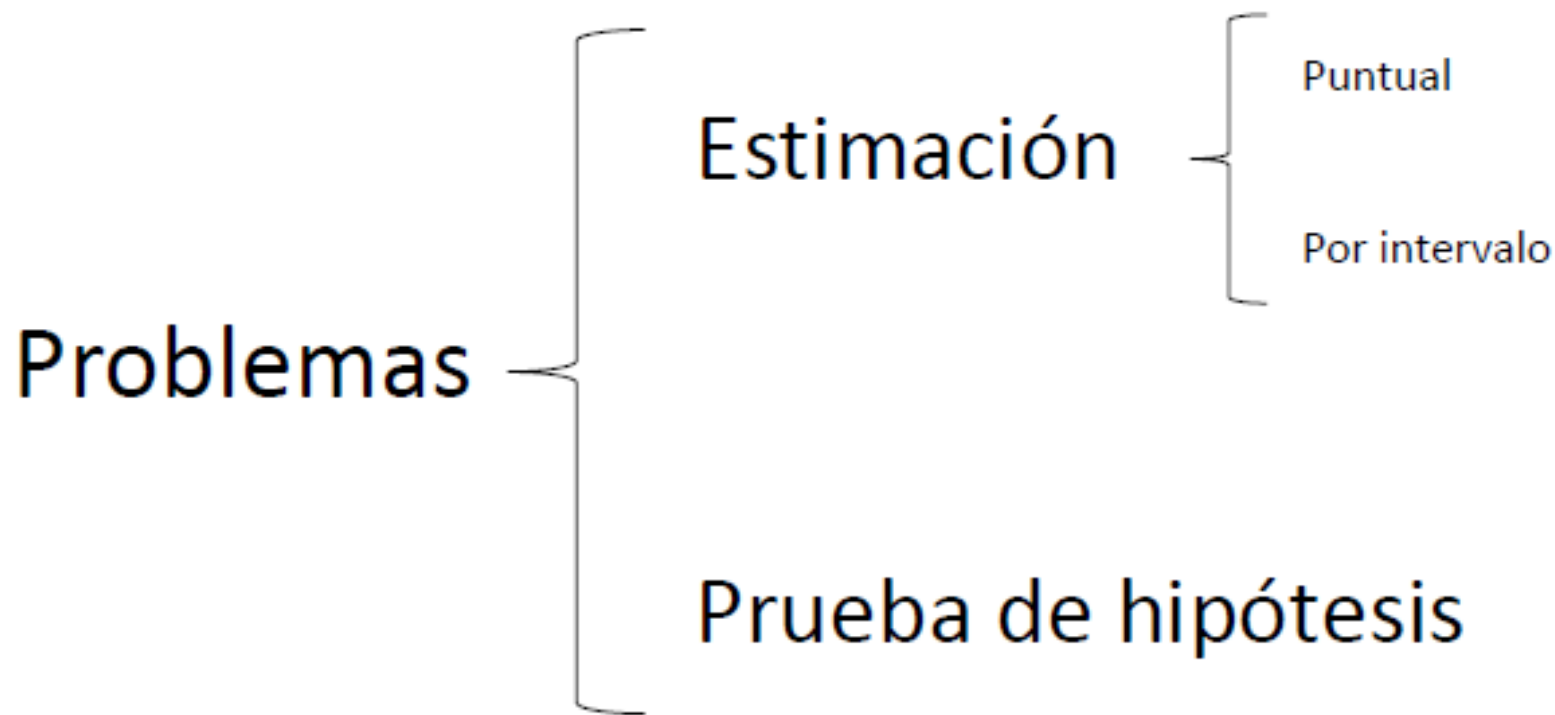 Problemas
Estimación
Puntual
Por intervalo
Prueba de hipótesis